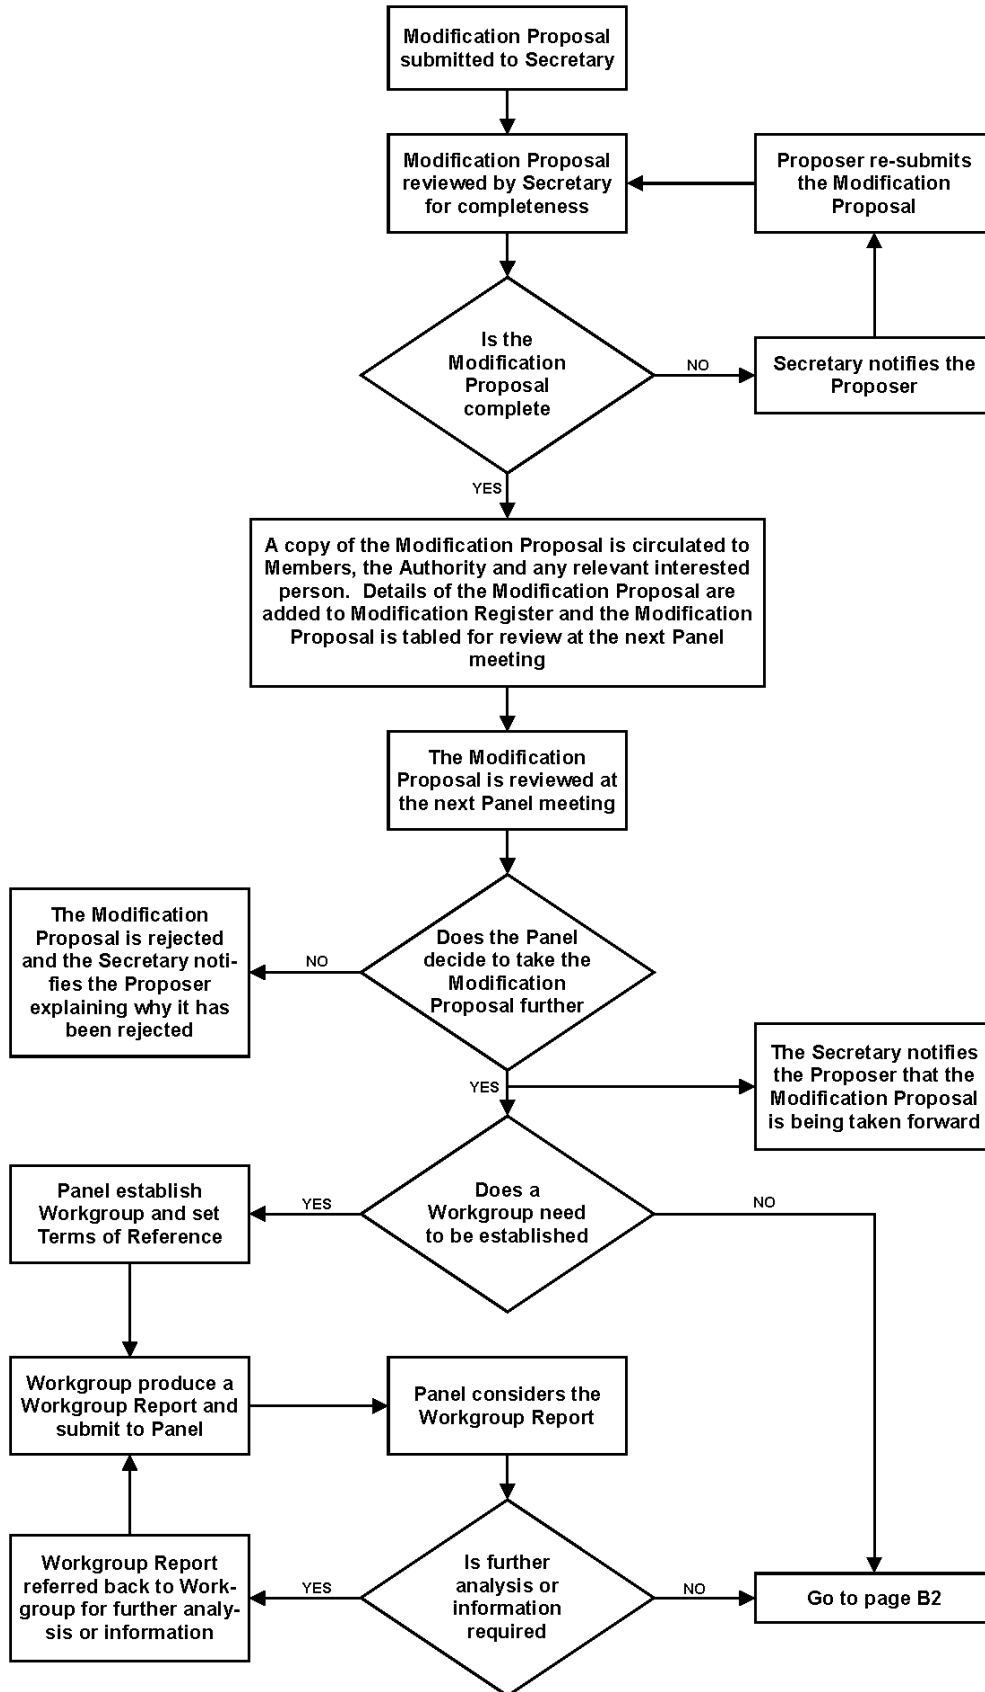 Modification Proposal
submitted to Secretary
Modification Proposal
reviewed by Secretary
for completeness
Proposer re-submits
the Modification
Proposal
Is the
Modification
Proposal
complete
NO
Secretary notifies the
Proposer
YES
A copy of the Modification Proposal is circulated to
Members, the Authority and any relevant interested
person.  Details of the Modification Proposal are
added to Modification Register and the Modification
Proposal is tabled for review at the next Panel
meeting
The Modification
Proposal is reviewed at
the next Panel meeting
The Modification
Proposal is rejected
and the Secretary noti-
fies the Proposer
explaining why it has
been rejected
NO
Does the Panel
decide to take the
Modification
Proposal further
YES
The Secretary notifies
the Proposer that the
Modification Proposal
is being taken forward
Panel establish
Workgroup and set
Terms of Reference
YES
Does a
Workgroup need
to be established
NO
Workgroup produce a
Workgroup Report and
submit to Panel
Panel considers the
Workgroup Report
Workgroup Report
referred back to Work-
group for further analy-
sis or information
YES
Is further
analysis or
information
required
NO
Go to page B2